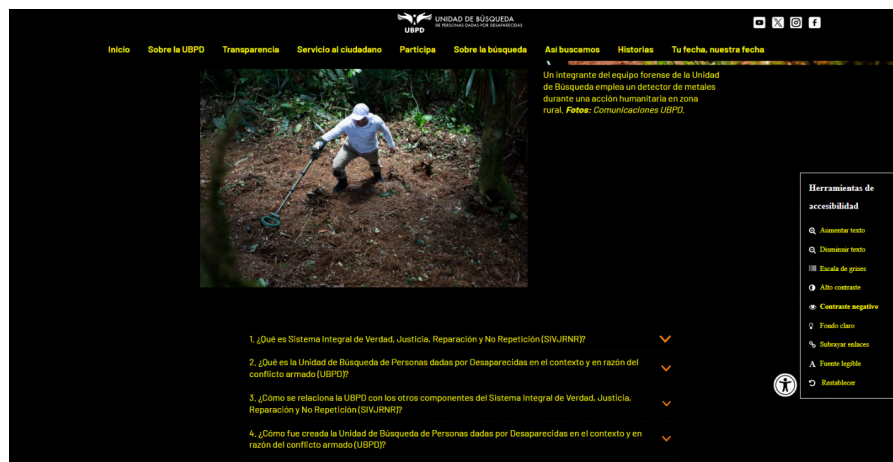 UNIDAD DE BÚSQUEDA
DE PERSONAS DADAS POR DESAPARECIDAS
UBPD
Inicio Sobre la UBPD Transparencia Servicio al ciudadano Participa Sobre la búsqueda Así buscamos Historias Tu fecha, nuestra fecha
Un integrante del equipo forense de la Unidad
de Búsqueda emplea un detector de metales
durante una acción humanitaria en zona
rural. Fotos: Comunicaciones UBPD.
Herramientas de
accesibilidad
Aumentar texto
Disminuir texto
Escala de grises
Alto contraste
Contraste negativo
Fondo claro
Subrayar enlaces
Fuente legible
Restablecer
1. ¿Qué es Sistema Integral de Verdad, Justicia, Reparación y No Repetición (SIVJRNR)?
2. ¿Qué es la Unidad de Búsqueda de Personas dadas por Desaparecidas en el contexto y en razón del
conflicto armado (UBPD)?
3. ¿Cómo se relaciona la UBPD con los otros componentes del Sistema Integral de Verdad, Justicia,
Reparación y No Repetición (SIVJRNR)?
4. ¿Cómo fue creada la Unidad de Búsqueda de Personas dadas por Desaparecidas en el contexto y en
razón del conflicto armado (UBPD)?